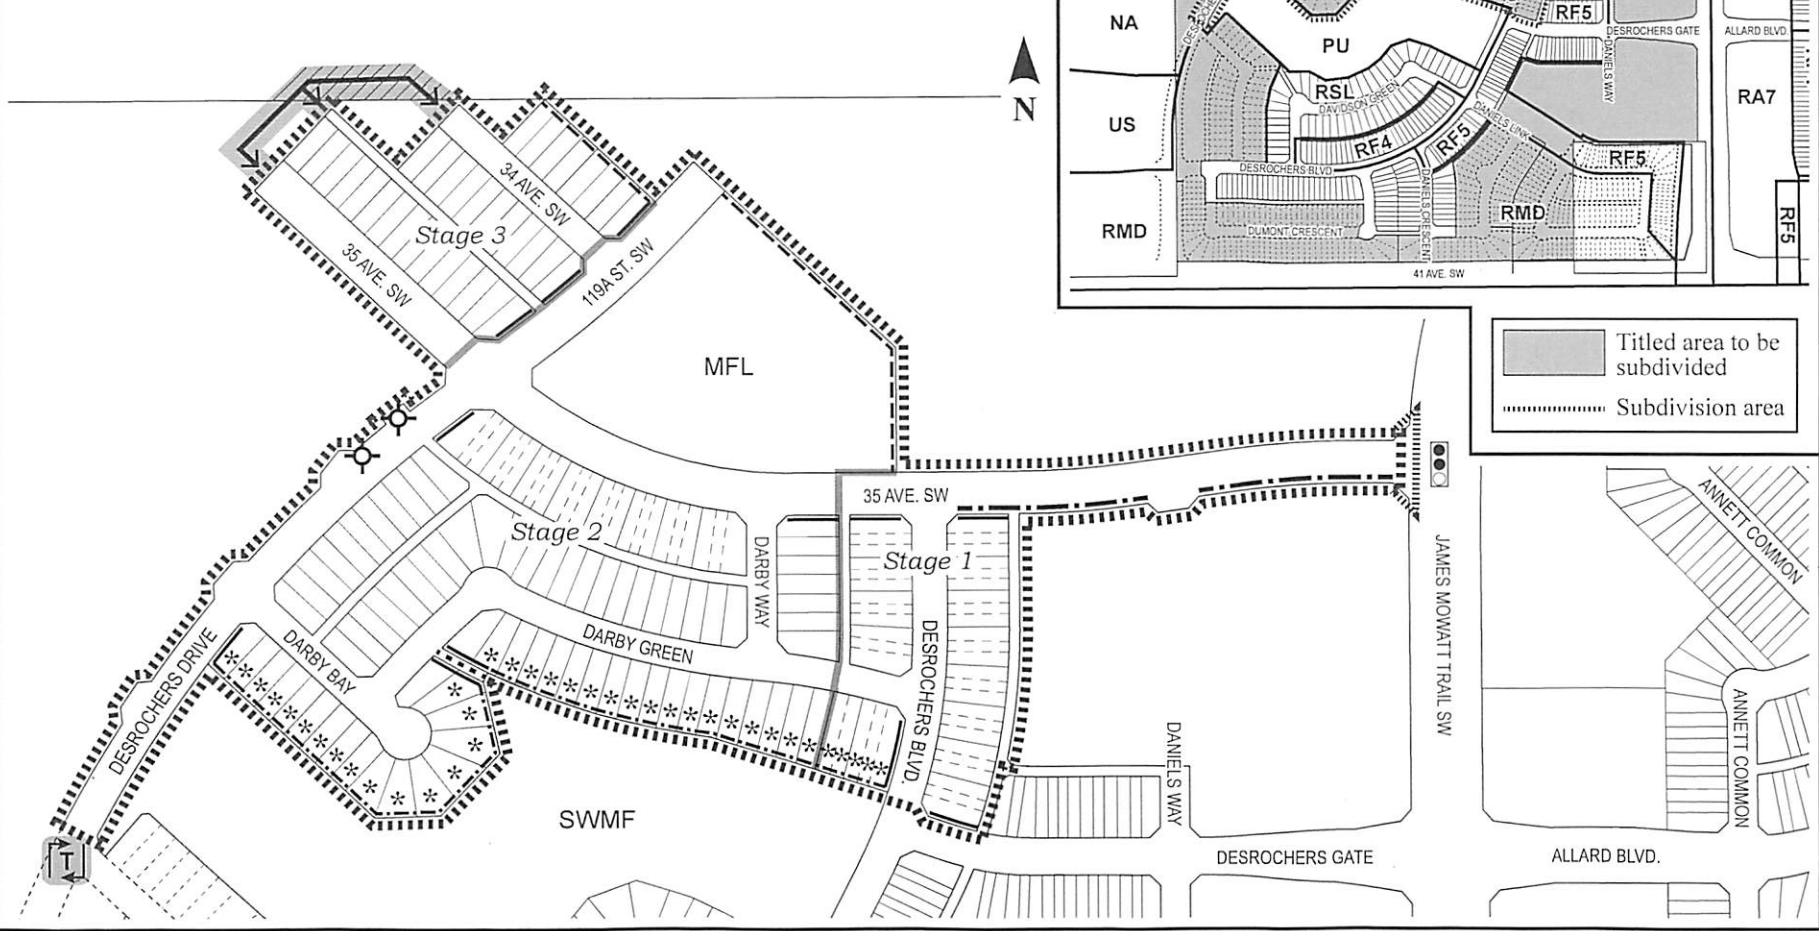 NA
PU
RF5
DESROCHERS GATE
ALLARD BLVD.
DANIELS WAY
RSL
DAVIDSON GREEN
RA7
US
DANIELS LINK
RF4
RF5
RF5
DESROCHERS BLVD
DANIELS CRESCENT
RMD
RMD
DUMONT CRESCENT
RF5
41 AVE. SW
N
34 AVE. SW
Stage 3
35 AVE. SW
119A ST. SW
MFL
Titled area to be
subdivided
Subdivision area
35 AVE. SW
Stage 2
Stage 1
DARBY WAY
ANNETT COMMON
JAMES MOWATT TRAIL SW
DESROCHERS DRIVE
DARBY BAY
DARBY GREEN
DESROCHERS BLVD.
DANIELS WAY
ANNETT COMMON
SWMF
T
DESROCHERS GATE
ALLARD BLVD.